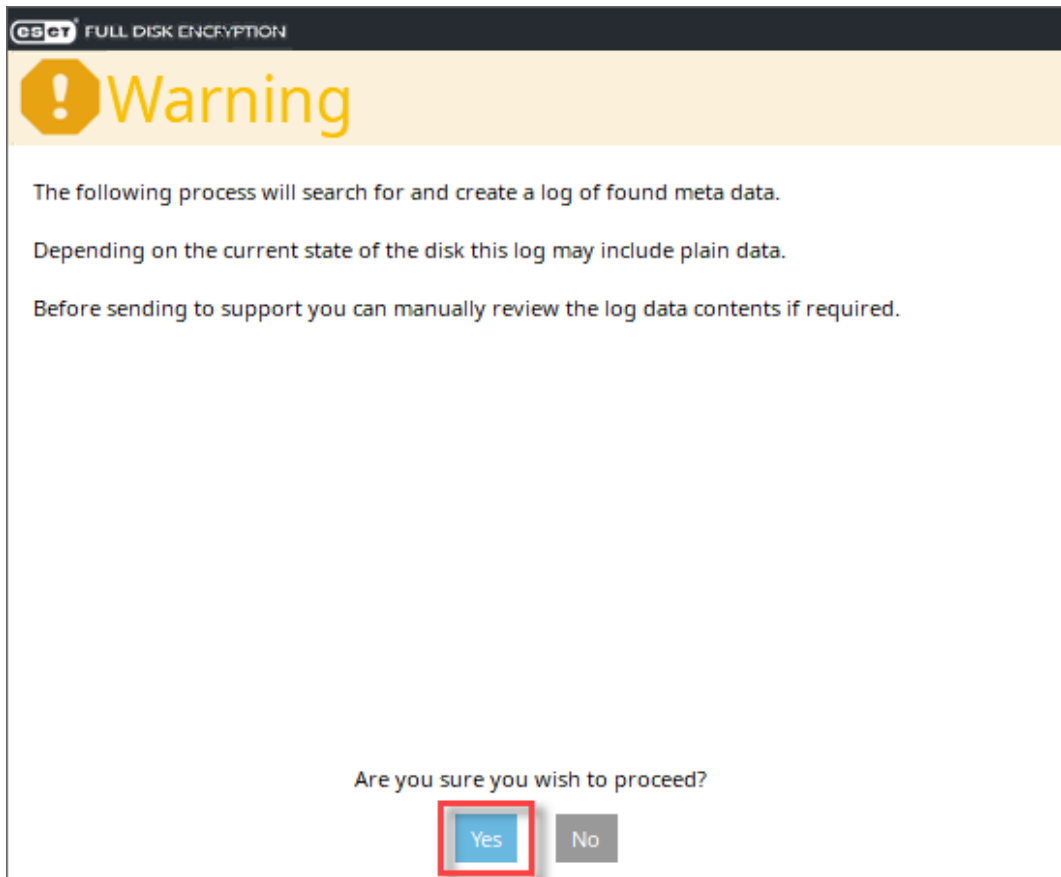 eseT FULL DISK ENCRYPTION
Warning
The following process will search for and create a log of found meta data.
Depending on the current state of the disk this log may include plain data.
Before sending to support you can manually review the log data contents if required.
Are you sure you wish to proceed?
Yes No